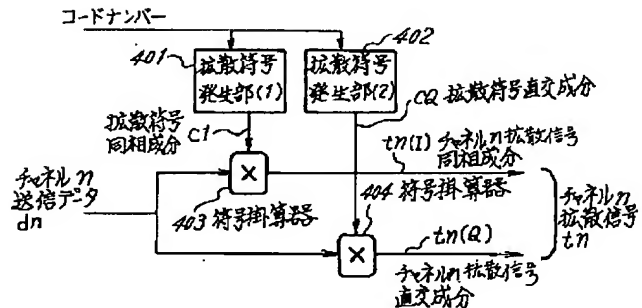 コードナンバー
401
402
拡散符号
発生部(1)
拡散符号
発生部(2)
CQ 拡散符号直交成分
拡散符号
同相成分
C1
tn(I) チャネルn拡散信号
同相成分
チャネルn
送信データ
dn
×
403 符号掛算器
404 符号掛算器
×
tn(Q)
チャネルn拡散信号
直交成分
チャネルn
拡散信号
tn